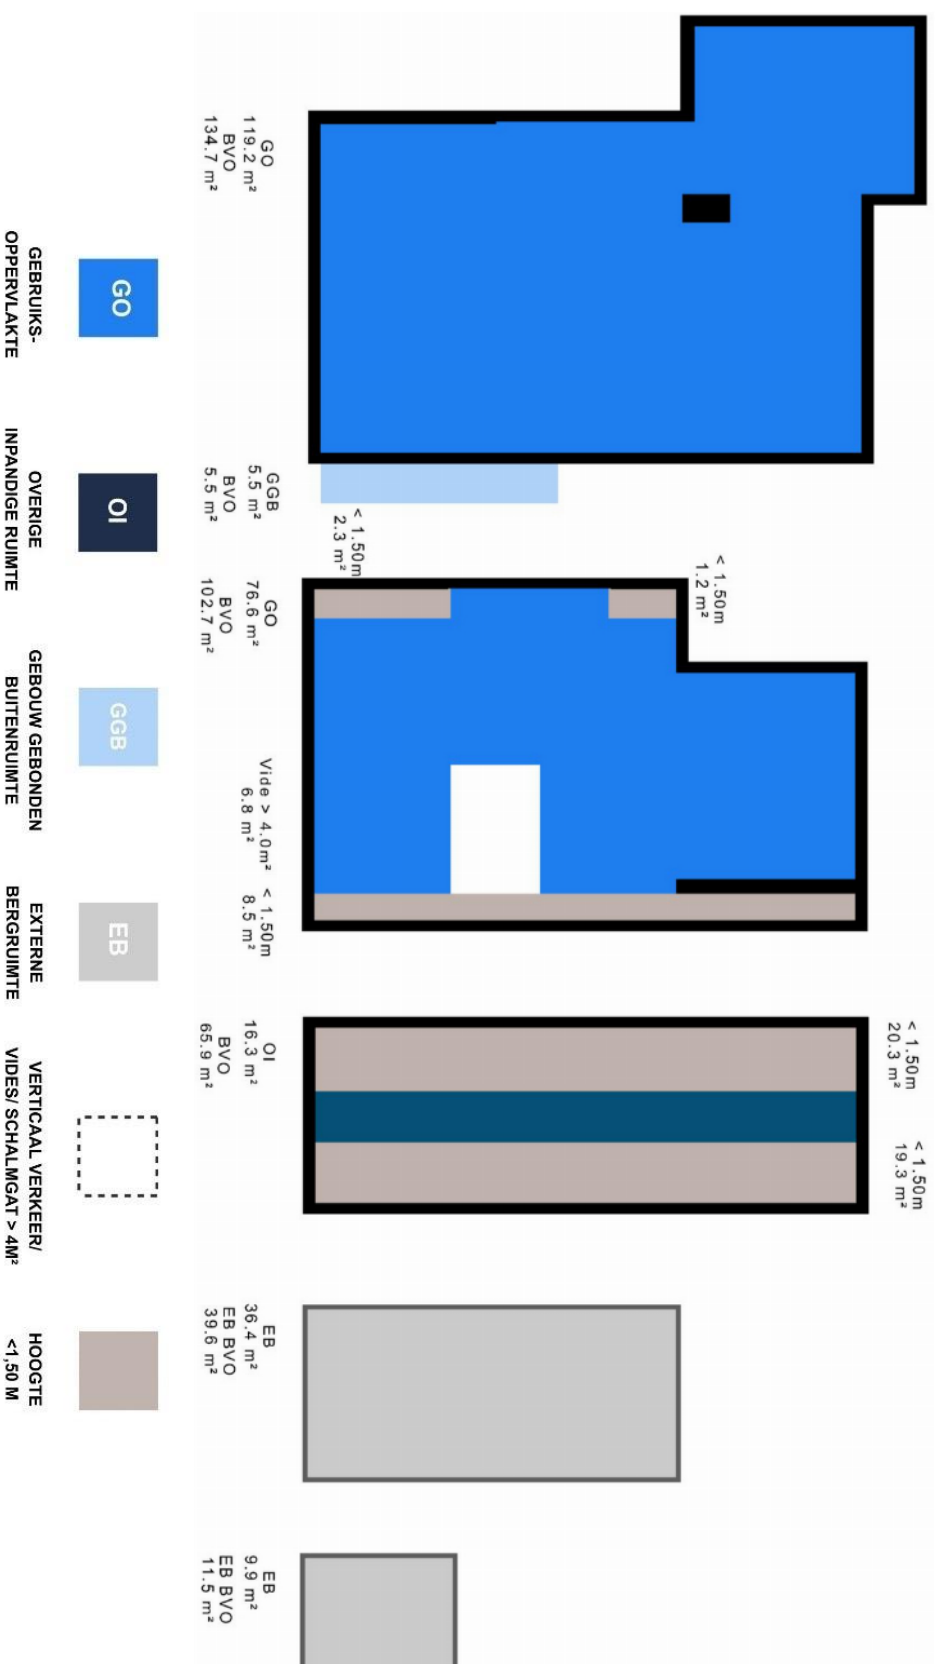 < 1.50m
20.3 m²
< 1.50m
19.3 m²
< 1.50m
1.2 m²
< 1.50m
2.3 m²
GO
119.2 m²
BVO
134.7 m²
GGB
5.5 m²
BVO
5.5 m²
GO
76.6 m²
BVO
102.7 m²
Vide > 4.0m²
6.8 m²
< 1.50m
8.5 m²
OI
16.3 m²
BVO
65.9 m²
EB
36.4 m²
EB BVO
39.6 m²
EB
9.9 m²
EB BVO
11.5 m²
GO
GEBRUIKS-
OPPERVLAKTE
OI
OVERIGE
INPANDIGE RUIMTE
GGB
GEBOUW GEBONDEN
BUITENRUIMTE
EB
EXTERNE
BERGRUIMTE
VERTICAAL VERKEER/
VIDES/ SCHALMGAT > 4M²
HOOGTE
<1,50 M